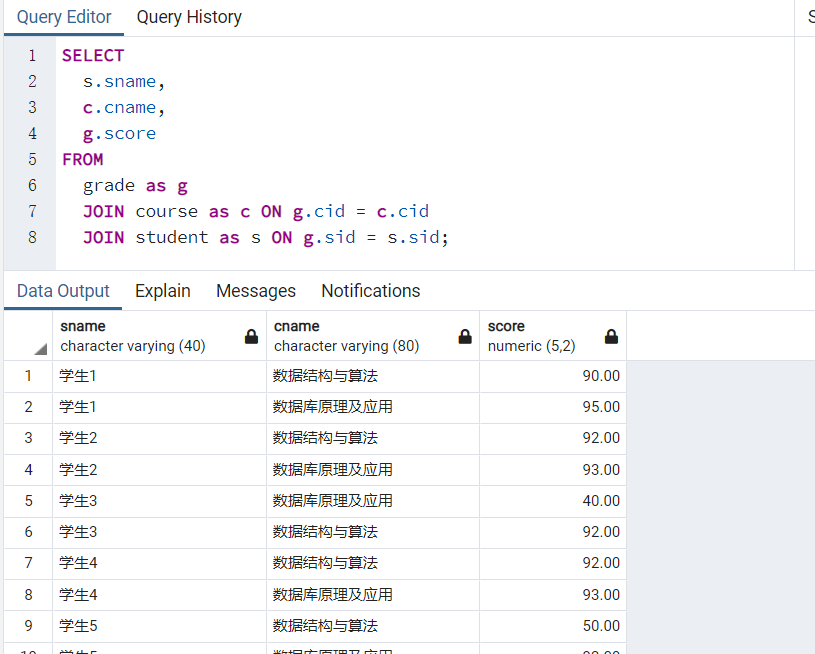 Query Editor Query History S
1 SELECT
2 s.sname,
3 c.cname,
4 g.score
5 FROM
6 grade as g
7 JOIN course as c ON g.cid = c.cid
8 JOIN student as s ON g.sid = s.sid;
Data Output Explain Messages Notifications
sname cname score
character varying (40) character varying (80) numeric (5,2)
1 学生1 数据结构与算法 90.00
2 学生1 数据库原理及应用 95.00
3 学生2 数据结构与算法 92.00
4 学生2 数据库原理及应用 93.00
5 学生3 数据库原理及应用 40.00
6 学生3 数据结构与算法 92.00
7 学生4 数据结构与算法 92.00
8 学生4 数据库原理及应用 93.00
9 学生5 数据结构与算法 50.00